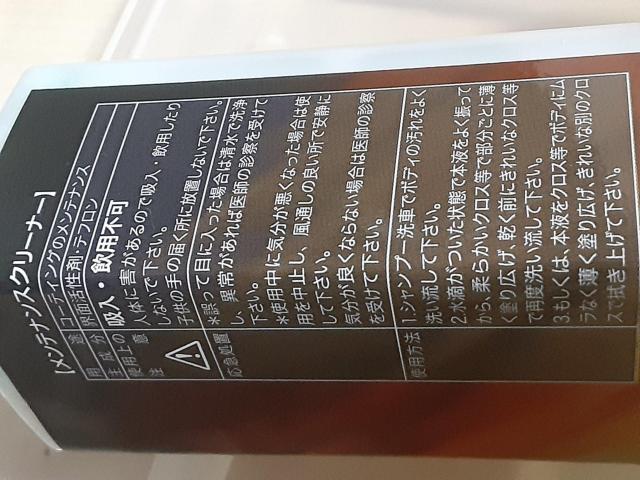 【メンテナンスクリーナー】
用途 コーティングのメンテナンス
主成分 界面活性剤・テフロン
使用上の注意 吸入・飲用不可
人体に害があるので吸入、飲用したり
しないで下さい。
子供の手の届く所に放置しないで下さい。
応急処置 ※誤って目に入った場合は清水で洗浄
し、異常があれば医師の診察を受けて
下さい。
※使用中に気分が悪くなった場合は使
用を中止し、風通しの良い所で安静に
して下さい。
気分が良くならない場合は医師の診察
を受けて下さい。
使用方法 1.シャンプー洗車でボディの汚れをよく
洗い流して下さい。
2.水滴がついた状態で本液をよく振って
から、柔らかいクロス等で部分ごとに薄
く塗り広げ、乾く前にきれいなクロス等
で再度洗い流して下さい。
3.もしくは、本液をクロス等でボディにム
ラなく薄く塗り広げ、きれいな別のクロ
スで拭き上げて下さい。